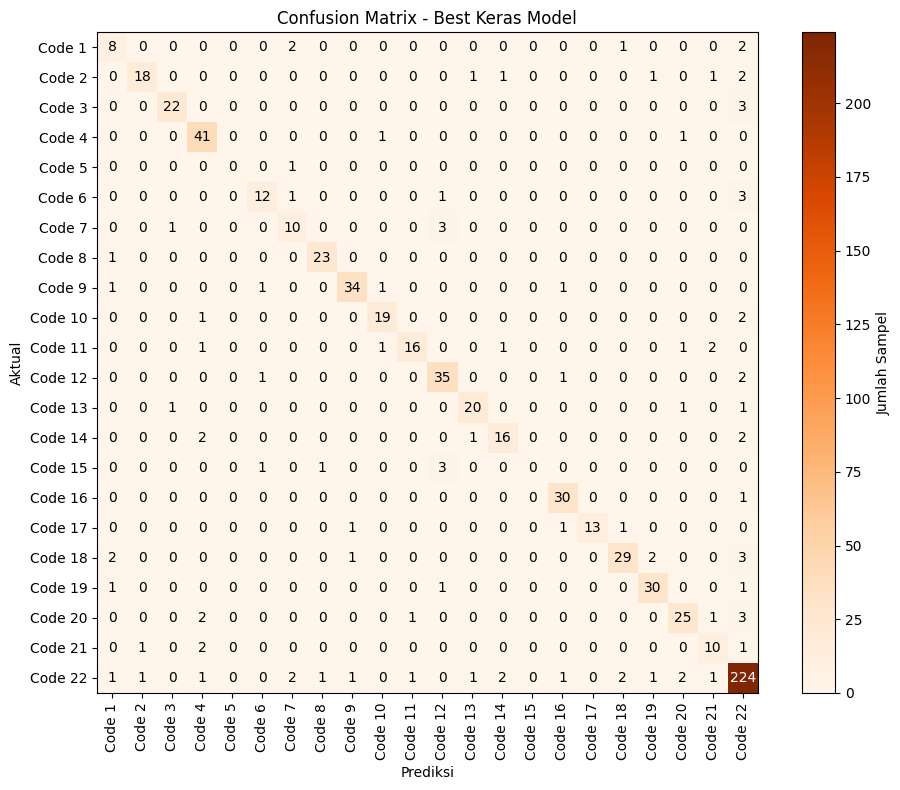 Confusion Matrix - Best Keras Model
Aktual
Code 1 8 0 0 0 0 0 2 0 0 0 0 0 0 0 0 0 0 1 0 0 0 2
Code 2 0 18 0 0 0 0 0 0 0 0 0 0 1 1 0 0 0 0 1 0 1 2
Code 3 0 0 22 0 0 0 0 0 0 0 0 0 0 0 0 0 0 0 0 0 0 3
Code 4 0 0 0 41 0 0 0 0 0 1 0 0 0 0 0 0 0 0 0 1 0 0
Code 5 0 0 0 0 0 0 1 0 0 0 0 0 0 0 0 0 0 0 0 0 0 0
Code 6 0 0 0 0 0 12 1 0 0 0 0 1 0 0 0 0 0 0 0 0 0 3
Code 7 0 0 1 0 0 0 10 0 0 0 0 3 0 0 0 0 0 0 0 0 0 0
Code 8 1 0 0 0 0 0 0 23 0 0 0 0 0 0 0 0 0 0 0 0 0 0
Code 9 1 0 0 0 0 1 0 0 34 1 0 0 0 0 0 1 0 0 0 0 0 0
Code 10 0 0 0 1 0 0 0 0 0 19 0 0 0 0 0 0 0 0 0 0 0 2
Code 11 0 0 0 1 0 0 0 0 0 1 16 0 0 1 0 0 0 0 0 1 2 0
Code 12 0 0 0 0 0 1 0 0 0 0 0 35 0 0 0 1 0 0 0 0 0 2
Code 13 0 0 1 0 0 0 0 0 0 0 0 0 20 0 0 0 0 0 0 1 0 1
Code 14 0 0 0 2 0 0 0 0 0 0 0 0 1 16 0 0 0 0 0 0 0 2
Code 15 0 0 0 0 0 1 0 1 0 0 0 3 0 0 0 0 0 0 0 0 0 0
Code 16 0 0 0 0 0 0 0 0 0 0 0 0 0 0 0 30 0 0 0 0 0 1
Code 17 0 0 0 0 0 0 0 0 1 0 0 0 0 0 0 1 13 1 0 0 0 0
Code 18 2 0 0 0 0 0 0 0 1 0 0 0 0 0 0 0 0 29 2 0 0 3
Code 19 1 0 0 0 0 0 0 0 0 0 0 1 0 0 0 0 0 0 30 0 0 1
Code 20 0 0 0 2 0 0 0 0 0 0 1 0 0 0 0 0 0 0 0 25 1 3
Code 21 0 1 0 2 0 0 0 0 0 0 0 0 0 0 0 0 0 0 0 0 10 1
Code 22 1 1 0 1 0 0 2 1 1 0 1 0 1 2 0 1 0 2 1 2 1 224
Code 1 Code 2 Code 3 Code 4 Code 5 Code 6 Code 7 Code 8 Code 9 Code 10 Code 11 Code 12 Code 13 Code 14 Code 15 Code 16 Code 17 Code 18 Code 19 Code 20 Code 21 Code 22
Prediksi
200
175
150
125
100
75
50
25
0
Jumlah Sampel